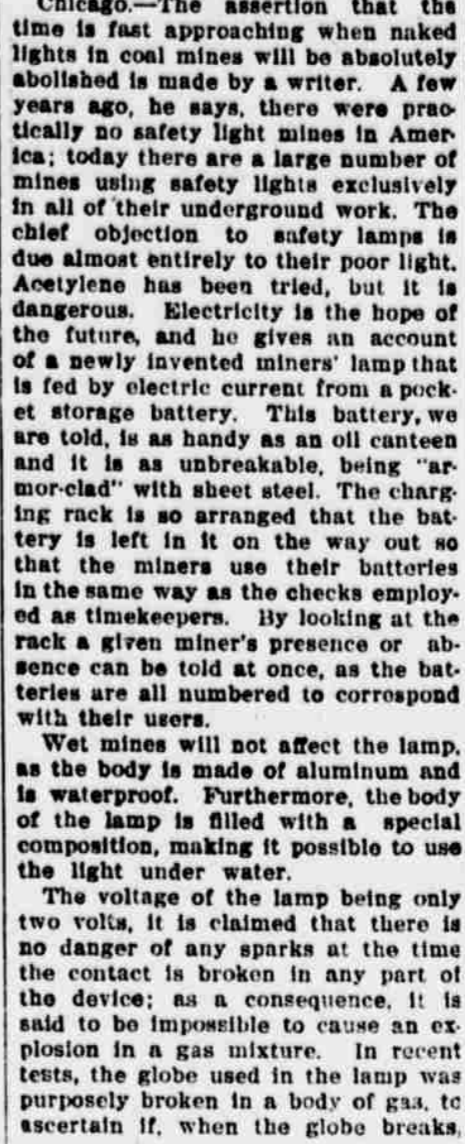 Chicago.—The assertion that the
time is fast approaching when naked
lights in coal mines will be absolutely
abolished is made by a writer. A few
years ago, he says, there were prac-
tically no safety light mines in Amer-
ica; today there are a large number of
mines using safety lights exclusively
in all of their underground work. The
chief objection to safety lamps is
due almost entirely to their poor light.
Acetylene has been tried, but it is
dangerous. Electricity is the hope of
the future, and he gives an account
of a newly invented miners' lamp that
is fed by electric current from a pock-
et storage battery. This battery, we
are told, is as handy as an oil canteen
and it is as unbreakable, being "ar-
mor-clad" with sheet steel. The charg-
ing rack is so arranged that the bat-
tery is left in it on the way out so
that the miners use their batteries
in the same way as the checks employ-
ed as timekeepers. By looking at the
rack a given miner's presence or ab-
sence can be told at once, as the bat-
teries are all numbered to correspond
with their users.
Wet mines will not affect the lamp,
as the body is made of aluminum and
is waterproof. Furthermore, the body
of the lamp is filled with a special
composition, making it possible to use
the light under water.
The voltage of the lamp being only
two volts, it is claimed that there is
no danger of any sparks at the time
the contact is broken in any part of
the device; as a consequence, it is
said to be impossible to cause an ex-
plosion in a gas mixture. In recent
tests, the globe used in the lamp was
purposely broken in a body of gas, to
ascertain if, when the globe breaks,